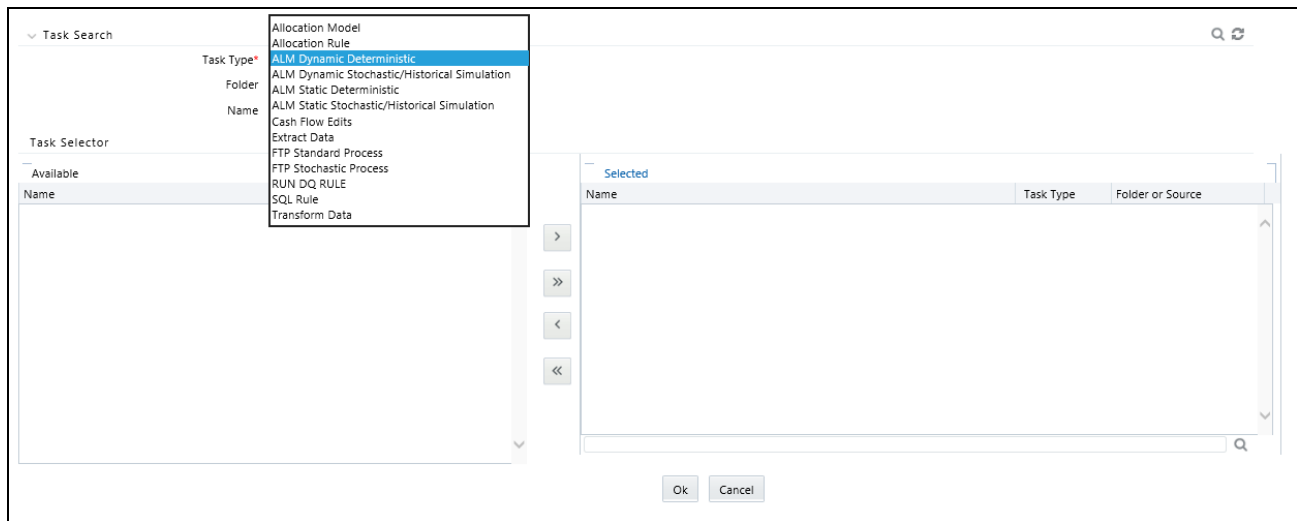 Task Search
Task Type*
Folder
Name
Allocation Model
Allocation Rule
ALM Dynamic Deterministic
ALM Dynamic Stochastic/Historical Simulation
ALM Static Deterministic
ALM Static Stochastic/Historical Simulation
Cash Flow Edits
Extract Data
FTP Standard Process
FTP Stochastic Process
RUN DQ RULE
SQL Rule
Transform Data
Task Selector
Available
Name
Selected
Name Task Type Folder or Source
Ok Cancel